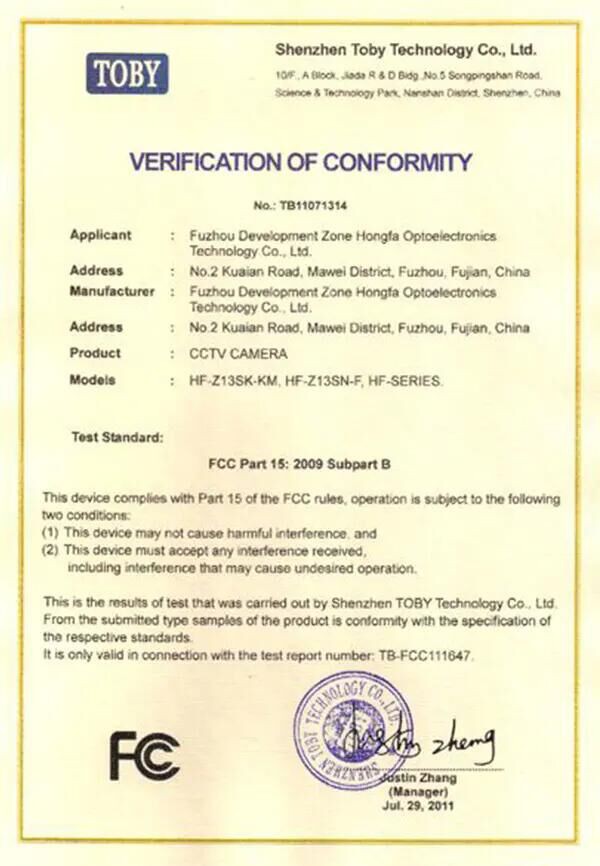 TOBY
Shenzhen Toby Technology Co., Ltd.
10/F., A Block, Jiada R & D Bidg.,No.5 Songpingshan Road,
Science & Technology Park, Nanshan District, Shenzhen, China
VERIFICATION OF CONFORMITY
No.: TB11071314
Applicant : Fuzhou Development Zone Hongfa Optoelectronics
Technology Co., Ltd.
Address : No.2 Kuaian Road, Mawei District, Fuzhou, Fujian, China
Manufacturer : Fuzhou Development Zone Hongfa Optoelectronics
Technology Co., Ltd.
Address : No.2 Kuaian Road, Mawei District, Fuzhou, Fujian, China
Product : CCTV CAMERA
Models : HF-Z13SK-KM, HF-Z13SN-F, HF-SERIES.
Test Standard:
FCC Part 15: 2009 Subpart B
This device complies with Part 15 of the FCC rules, operation is subject to the following
two conditions:
(1) This device may not cause harmful interference, and
(2) This device must accept any interference received,
including interference that may cause undesired operation.
This is the results of test that was carried out by Shenzhen TOBY Technology Co., Ltd.
From the submitted type samples of the product is conformity with the specification of
the respective standards.
It is only valid in connection with the test report number: TB-FCC111647.
SHENZHEN TOBY TECHNOLOGY CO., LTD.
FC
Justin Zhang
Justin Zhang
(Manager)
Jul. 29, 2011